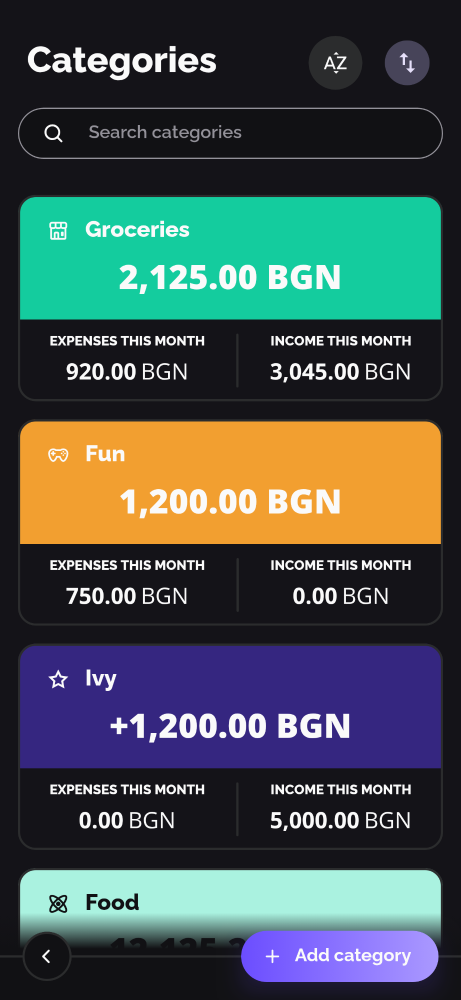 Categories
AZ
Search categories
Groceries
2,125.00 BGN
EXPENSES THIS MONTH
INCOME THIS MONTH
920.00 BGN
3,045.00 BGN
Fun
1,200.00 BGN
EXPENSES THIS MONTH
INCOME THIS MONTH
750.00 BGN
0.00 BGN
Ivy
+1,200.00 BGN
EXPENSES THIS MONTH
INCOME THIS MONTH
0.00 BGN
5,000.00 BGN
Food
Add category